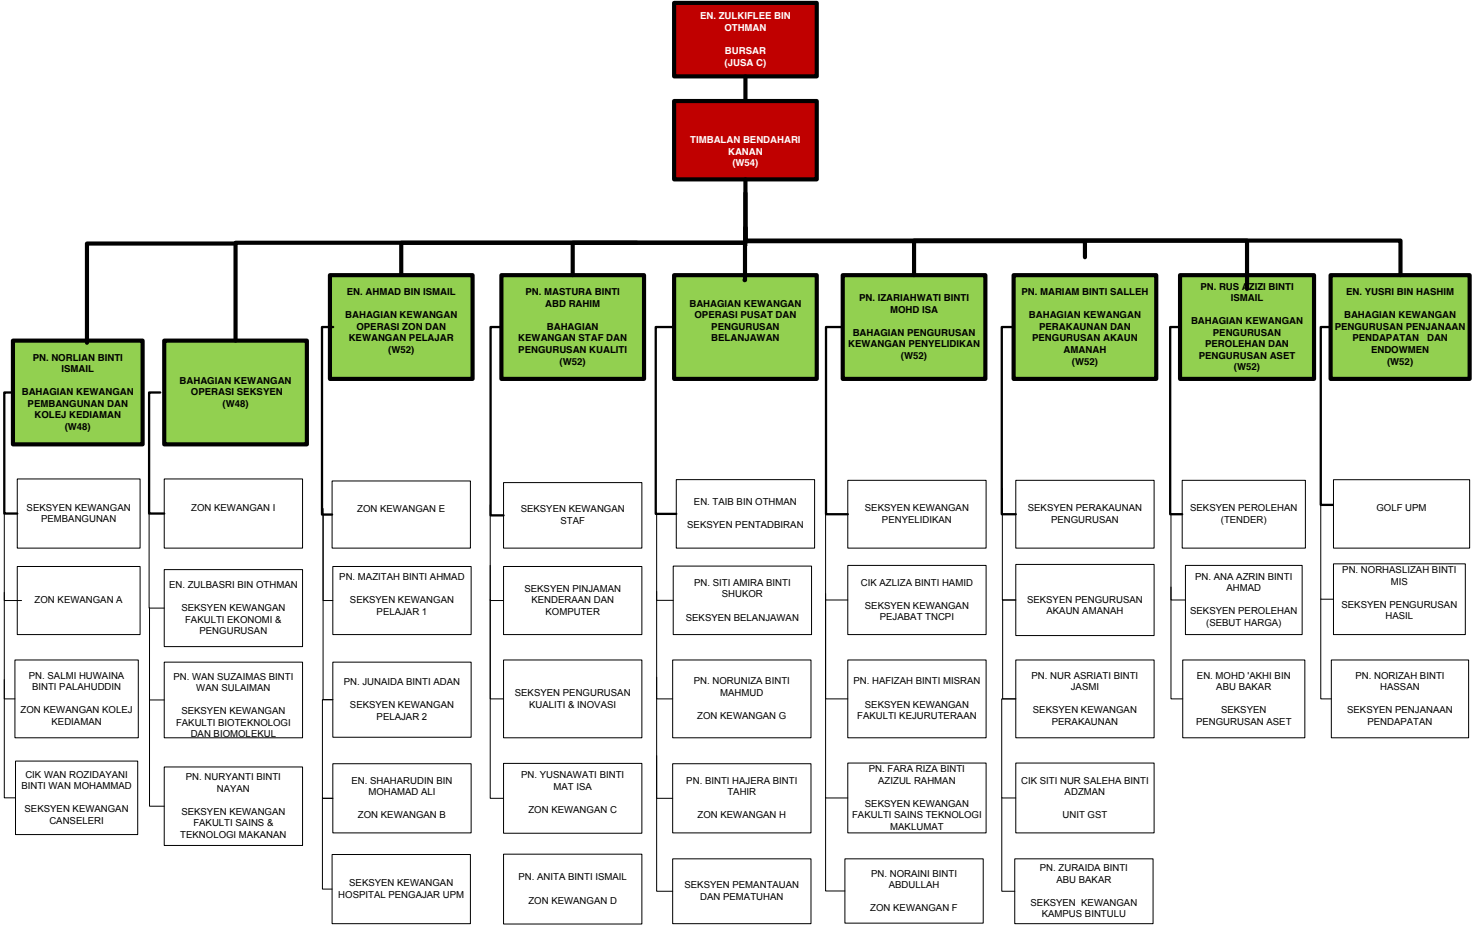 EN. ZULKIFLEE BIN
OTHMAN
BURSAR
(JUSA C)
TIMBALAN BENDAHARI
KANAN
(W54)
PN. NORLIAN BINTI
ISMAIL
BAHAGIAN KEWANGAN
PEMBANGUNAN DAN
KOLEJ KEDIAMAN
(W48)
BAHAGIAN KEWANGAN
OPERASI SEKSYEN
(W48)
EN. AHMAD BIN ISMAIL
BAHAGIAN KEWANGAN
OPERASI ZON DAN
KEWANGAN PELAJAR
(W52)
PN. MASTURA BINTI
ABD RAHIM
BAHAGIAN
KEWANGAN STAF DAN
PENGURUSAN KUALITI
(W52)
BAHAGIAN KEWANGAN
OPERASI PUSAT DAN
PENGURUSAN
BELANJAWAN
PN. IZARIAHWATI BINTI
MOHD ISA
BAHAGIAN PENGURUSAN
KEWANGAN PENYELIDIKAN
(W52)
PN. MARIAM BINTI SALLEH
BAHAGIAN KEWANGAN
PERAKAUNAN DAN
PENGURUSAN AKAUN
AMANAH
(W52)
PN. RUS AZIZI BINTI
ISMAIL
BAHAGIAN KEWANGAN
PENGURUSAN
PEROLEHAN DAN
PENGURUSAN ASET
(W52)
EN. YUSRI BIN HASHIM
BAHAGIAN KEWANGAN
PENGURUSAN PENJANAAN
PENDAPATAN DAN
ENDOWMEN
(W52)
SEKSYEN KEWANGAN
PEMBANGUNAN
ZON KEWANGAN A
PN. SALMI HUWAINA
BINTI PALAHUDDIN
ZON KEWANGAN KOLEJ
KEDIAMAN
CIK WAN ROZIDAYANI
BINTI WAN MOHAMMAD
SEKSYEN KEWANGAN
CANSELERI
ZON KEWANGAN I
EN. ZULBASRI BIN OTHMAN
SEKSYEN KEWANGAN
FAKULTI EKONOMI &
PENGURUSAN
PN. WAN SUZAIMAS BINTI
WAN SULAIMAN
SEKSYEN KEWANGAN
FAKULTI BIOTEKNOLOGI
DAN BIOMOLEKUL
PN. NURYANTI BINTI
NAYAN
SEKSYEN KEWANGAN
FAKULTI SAINS &
TEKNOLOGI MAKANAN
ZON KEWANGAN E
PN. MAZITAH BINTI AHMAD
SEKSYEN KEWANGAN
PELAJAR 1
PN. JUNAIDA BINTI ADAN
SEKSYEN KEWANGAN
PELAJAR 2
EN. SHAHARUDIN BIN
MOHAMAD ALI
ZON KEWANGAN B
SEKSYEN KEWANGAN
HOSPITAL PENGAJAR UPM
SEKSYEN KEWANGAN
STAF
SEKSYEN PINJAMAN
KENDERAAN DAN
KOMPUTER
SEKSYEN PENGURUSAN
KUALITI & INOVASI
PN. YUSNAWATI BINTI
MAT ISA
ZON KEWANGAN C
PN. ANITA BINTI ISMAIL
ZON KEWANGAN D
EN. TAIB BIN OTHMAN
SEKSYEN PENTADBIRAN
PN. SITI AMIRA BINTI
SHUKOR
SEKSYEN BELANJAWAN
PN. NORUNIZA BINTI
MAHMUD
ZON KEWANGAN G
PN. BINTI HAJERA BINTI
TAHIR
ZON KEWANGAN H
SEKSYEN PEMANTAUAN
DAN PEMATUHAN
SEKSYEN KEWANGAN
PENYELIDIKAN
CIK AZLIZA BINTI HAMID
SEKSYEN KEWANGAN
PEJABAT TNCPI
PN. HAFIZAH BINTI MISRAN
SEKSYEN KEWANGAN
FAKULTI KEJURUTERAAN
PN. FARA RIZA BINTI
AZIZUL RAHMAN
SEKSYEN KEWANGAN
FAKULTI SAINS TEKNOLOGI
MAKLUMAT
PN. NORAINI BINTI
ABDULLAH
ZON KEWANGAN F
SEKSYEN PERAKAUNAN
PENGURUSAN
SEKSYEN PENGURUSAN
AKAUN AMANAH
PN. NUR ASRIATI BINTI
JASMI
SEKSYEN KEWANGAN
PERAKAUNAN
CIK SITI NUR SALEHA BINTI
ADZMAN
UNIT GST
PN. ZURAIDA BINTI
ABU BAKAR
SEKSYEN KEWANGAN
KAMPUS BINTULU
SEKSYEN PEROLEHAN
(TENDER)
PN. ANA AZRIN BINTI
AHMAD
SEKSYEN PEROLEHAN
(SEBUT HARGA)
EN. MOHD 'AKHI BIN
ABU BAKAR
SEKSYEN
PENGURUSAN ASET
GOLF UPM
PN. NORHASLIZAH BINTI
MIS
SEKSYEN PENGURUSAN
HASIL
PN. NORIZAH BINTI
HASSAN
SEKSYEN PENJANAAN
PENDAPATAN